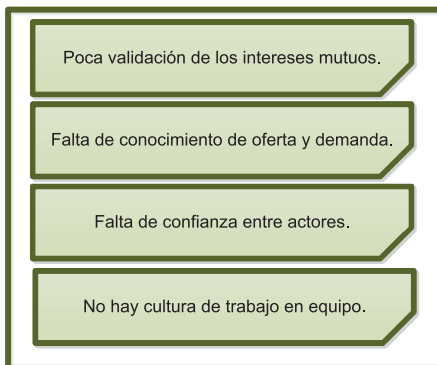 Poca validación de los intereses mutuos.
Falta de conocimiento de oferta y demanda.
Falta de confianza entre actores.
No hay cultura de trabajo en equipo.